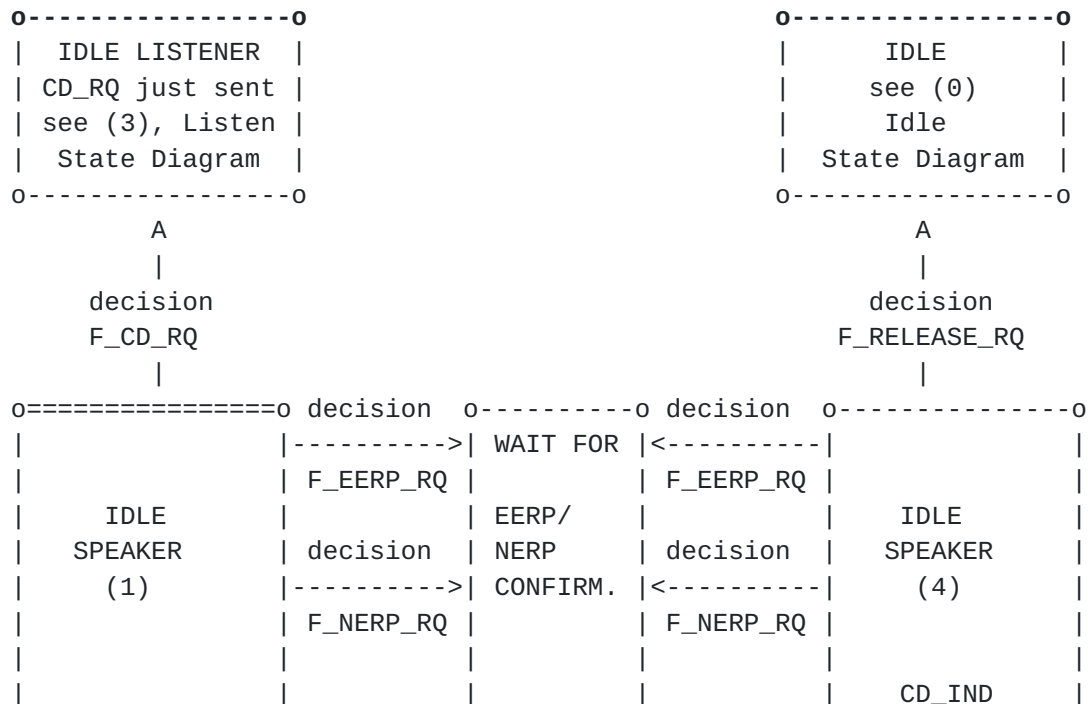 o----------------o                           o----------------o
|  IDLE LISTENER  |                           |      IDLE       |
| CD_RQ just sent |                           |     see (0)     |
| see (3), Listen |                           |      Idle       |
|  State Diagram  |                           |  State Diagram  |
o-----------------o                           o-----------------o
         A                                             A
         |                                             |
     decision                                      decision
     F_CD_RQ                                     F_RELEASE_RQ
         |                                             |
o================o decision  o----------o decision  o---------------o
|                |---------->| WAIT FOR |<----------|               |
|                | F_EERP_RQ |          | F_EERP_RQ |               |
|     IDLE       |           | EERP/    |           |    IDLE       |
|   SPEAKER      | decision  | NERP     | decision  |   SPEAKER     |
|     (1)        |---------->| CONFIRM. |<----------|     (4)       |
|                | F_NERP_RQ |          | F_NERP_RQ |               |
|                |           |          |           |               |
|                |           |          |           |    CD_IND     |